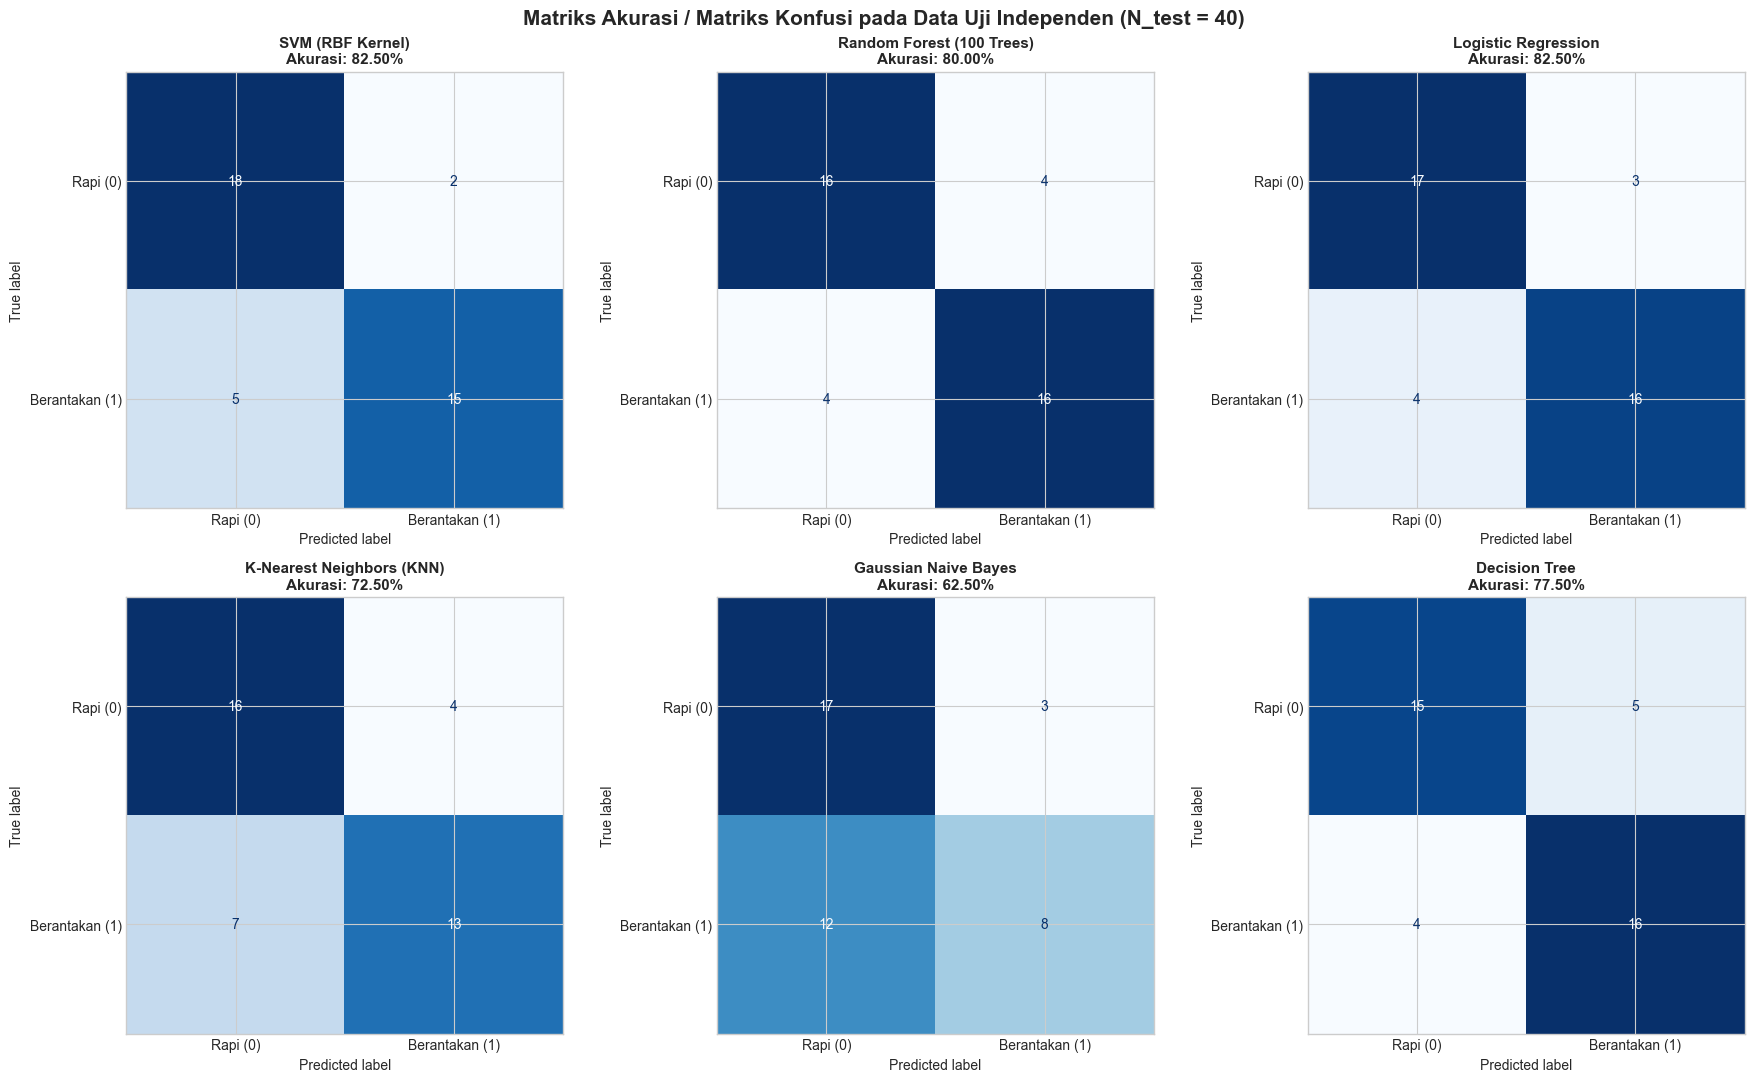 Matriks Akurasi / Matriks Konfusi pada Data Uji Independen (N_test = 40)
SVM (RBF Kernel)
Akurasi: 82.50%
True label
Rapi (0)
18
2
Berantakan (1)
5
15
Rapi (0)
Berantakan (1)
Predicted label
Random Forest (100 Trees)
Akurasi: 80.00%
True label
Rapi (0)
16
4
Berantakan (1)
4
16
Rapi (0)
Berantakan (1)
Predicted label
Logistic Regression
Akurasi: 82.50%
True label
Rapi (0)
17
3
Berantakan (1)
4
16
Rapi (0)
Berantakan (1)
Predicted label
K-Nearest Neighbors (KNN)
Akurasi: 72.50%
True label
Rapi (0)
16
4
Berantakan (1)
7
13
Rapi (0)
Berantakan (1)
Predicted label
Gaussian Naive Bayes
Akurasi: 62.50%
True label
Rapi (0)
17
3
Berantakan (1)
12
8
Rapi (0)
Berantakan (1)
Predicted label
Decision Tree
Akurasi: 77.50%
True label
Rapi (0)
15
5
Berantakan (1)
4
16
Rapi (0)
Berantakan (1)
Predicted label